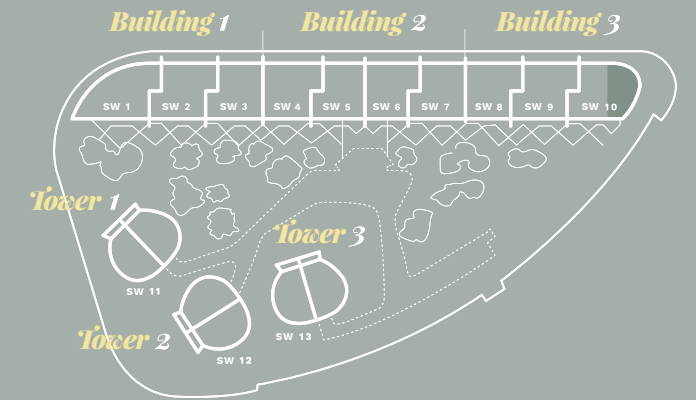 Building 1 Building 2 Building 3
SW 1 SW 2 SW 3 SW 4 SW 5 SW 6 SW 7 SW 8 SW 9 SW 10
Tower 1
Tower 3
SW 11
Tower 2
SW 13
SW 12